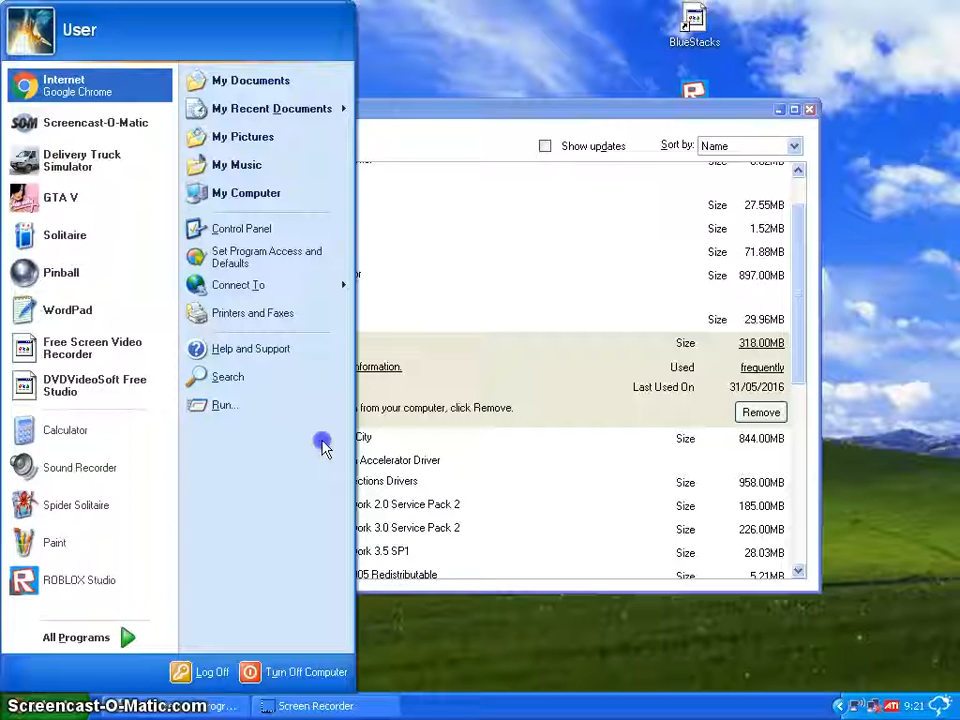 User
BlueStacks
Internet
Google Chrome
Screencast-O-Matic
Delivery Truck
Simulator
GTA V
Solitaire
Pinball
WordPad
Free Screen Video
Recorder
DVDVideoSoft Free
Studio
Calculator
Sound Recorder
Spider Solitaire
Paint
ROBLOX Studio
All Programs
My Documents
My Recent Documents
My Pictures
My Music
My Computer
Control Panel
Set Program Access and
Defaults
Connect To
Printers and Faxes
Help and Support
Search
Run...
Log Off
Turn Off Computer
Show updates
Sort by: Name
Size 27.55MB
Size 1.52MB
Size 71.88MB
Size 897.00MB
Size 29.96MB
Size 318.00MB
Used frequently
Last Used On 31/05/2016
from your computer, click Remove.
Remove
City Size 844.00MB
Accelerator Driver
ections Drivers Size 958.00MB
ork 2.0 Service Pack 2 Size 185.00MB
ork 3.0 Service Pack 2 Size 226.00MB
ork 3.5 SP1 Size 28.03MB
005 Redistributable Size 5.21MB
Screencast-O-Matic.com
Screen Recorder
ATI
9:21